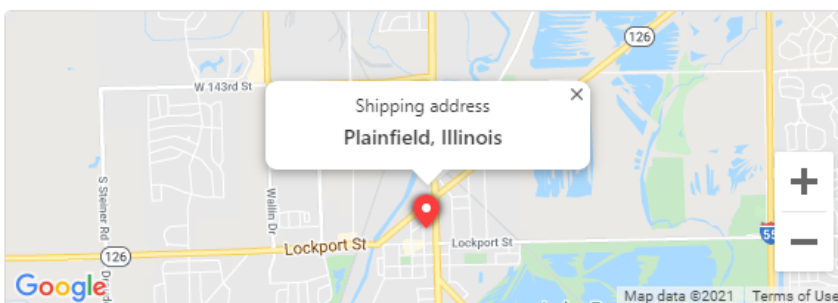 126
W 143rd St
Shipping address
Plainfield, Illinois
S Steiner Rd
Wallin Dr
Lockport St
Lockport St
126
55
Google
Map data ©2021
Terms of Use